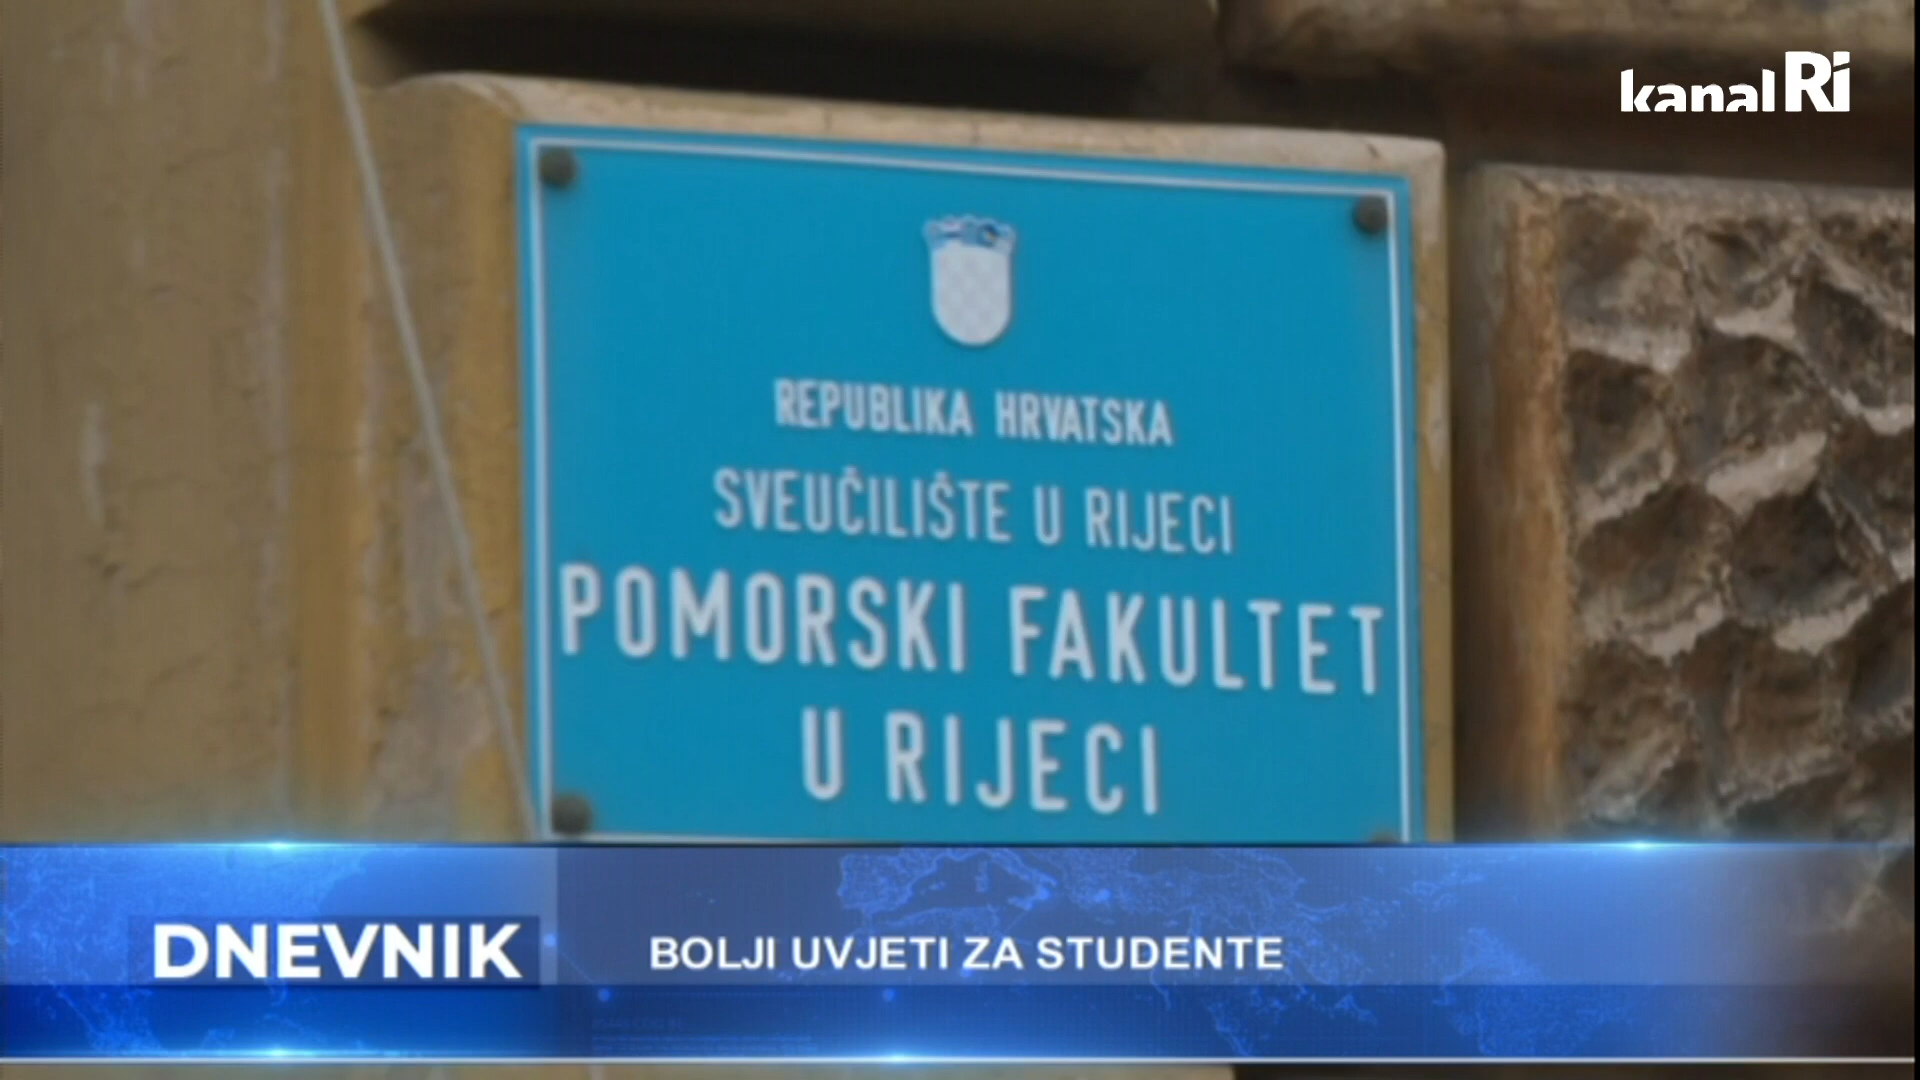 kanal Ri
REPUBLIKA HRVATSKA
SVEUČILIŠTE U RIJECI
POMORSKI FAKULTET
U RIJECI
DNEVNIK
BOLJI UVJETI ZA STUDENTE